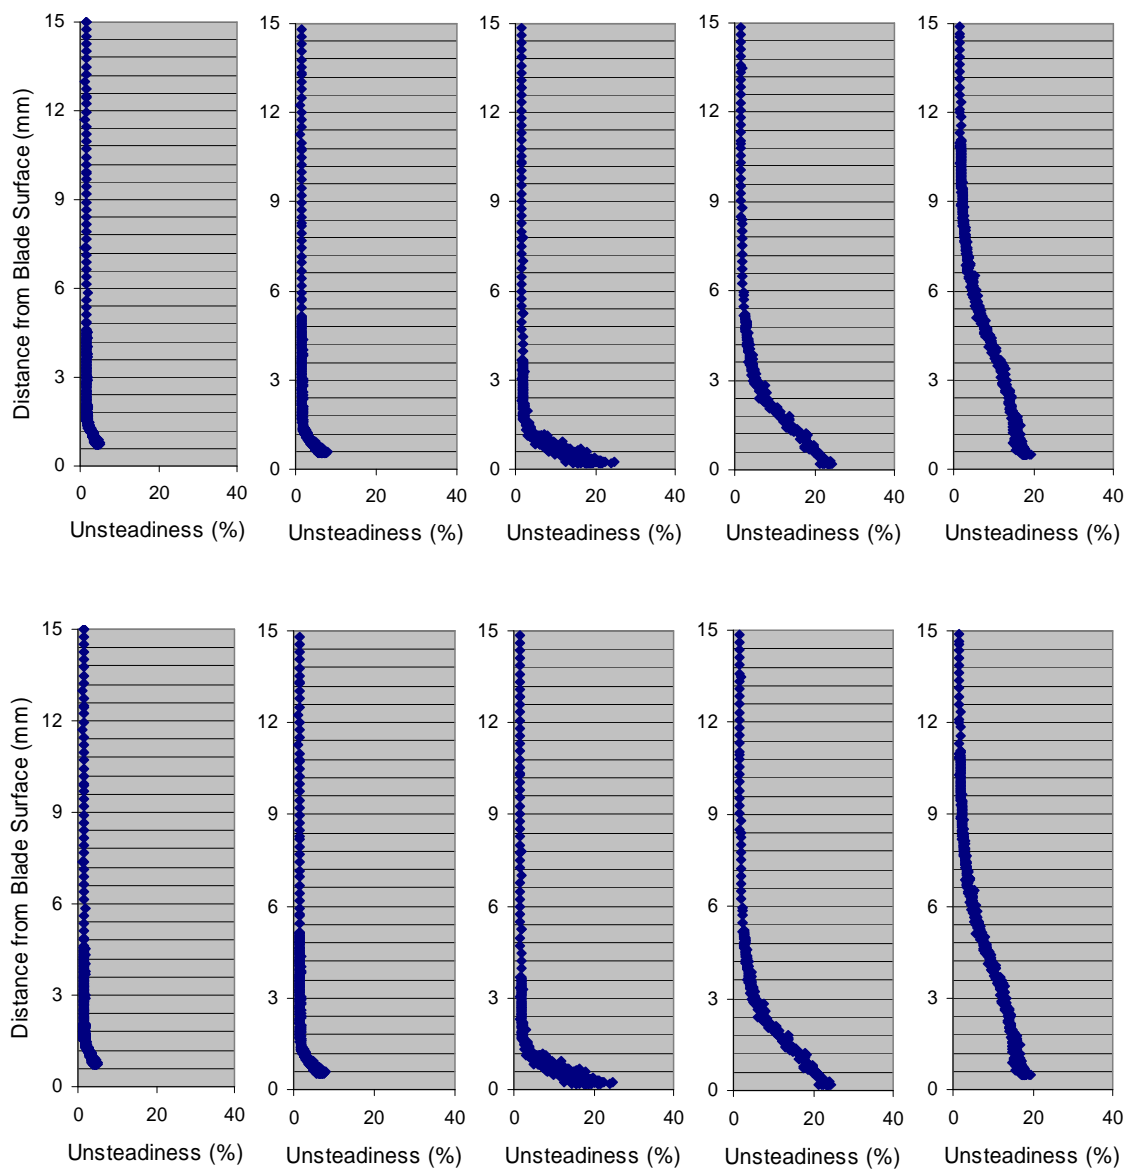 15 15 15 15 15
12 12 12 12 12
9 9 9 9 9
6 6 6 6 6
3 3 3 3 3
0 0 0 0 0
Distance from Blade Surface (mm)
0 20 40 0 20 40 0 20 40 0 20 40 0 20 40
Unsteadiness (%) Unsteadiness (%) Unsteadiness (%) Unsteadiness (%) Unsteadiness (%)
15 15 15 15 15
12 12 12 12 12
9 9 9 9 9
6 6 6 6 6
3 3 3 3 3
0 0 0 0 0
Distance from Blade Surface (mm)
0 20 40 0 20 40 0 20 40 0 20 40 0 20 40
Unsteadiness (%) Unsteadiness (%) Unsteadiness (%) Unsteadiness (%) Unsteadiness (%)